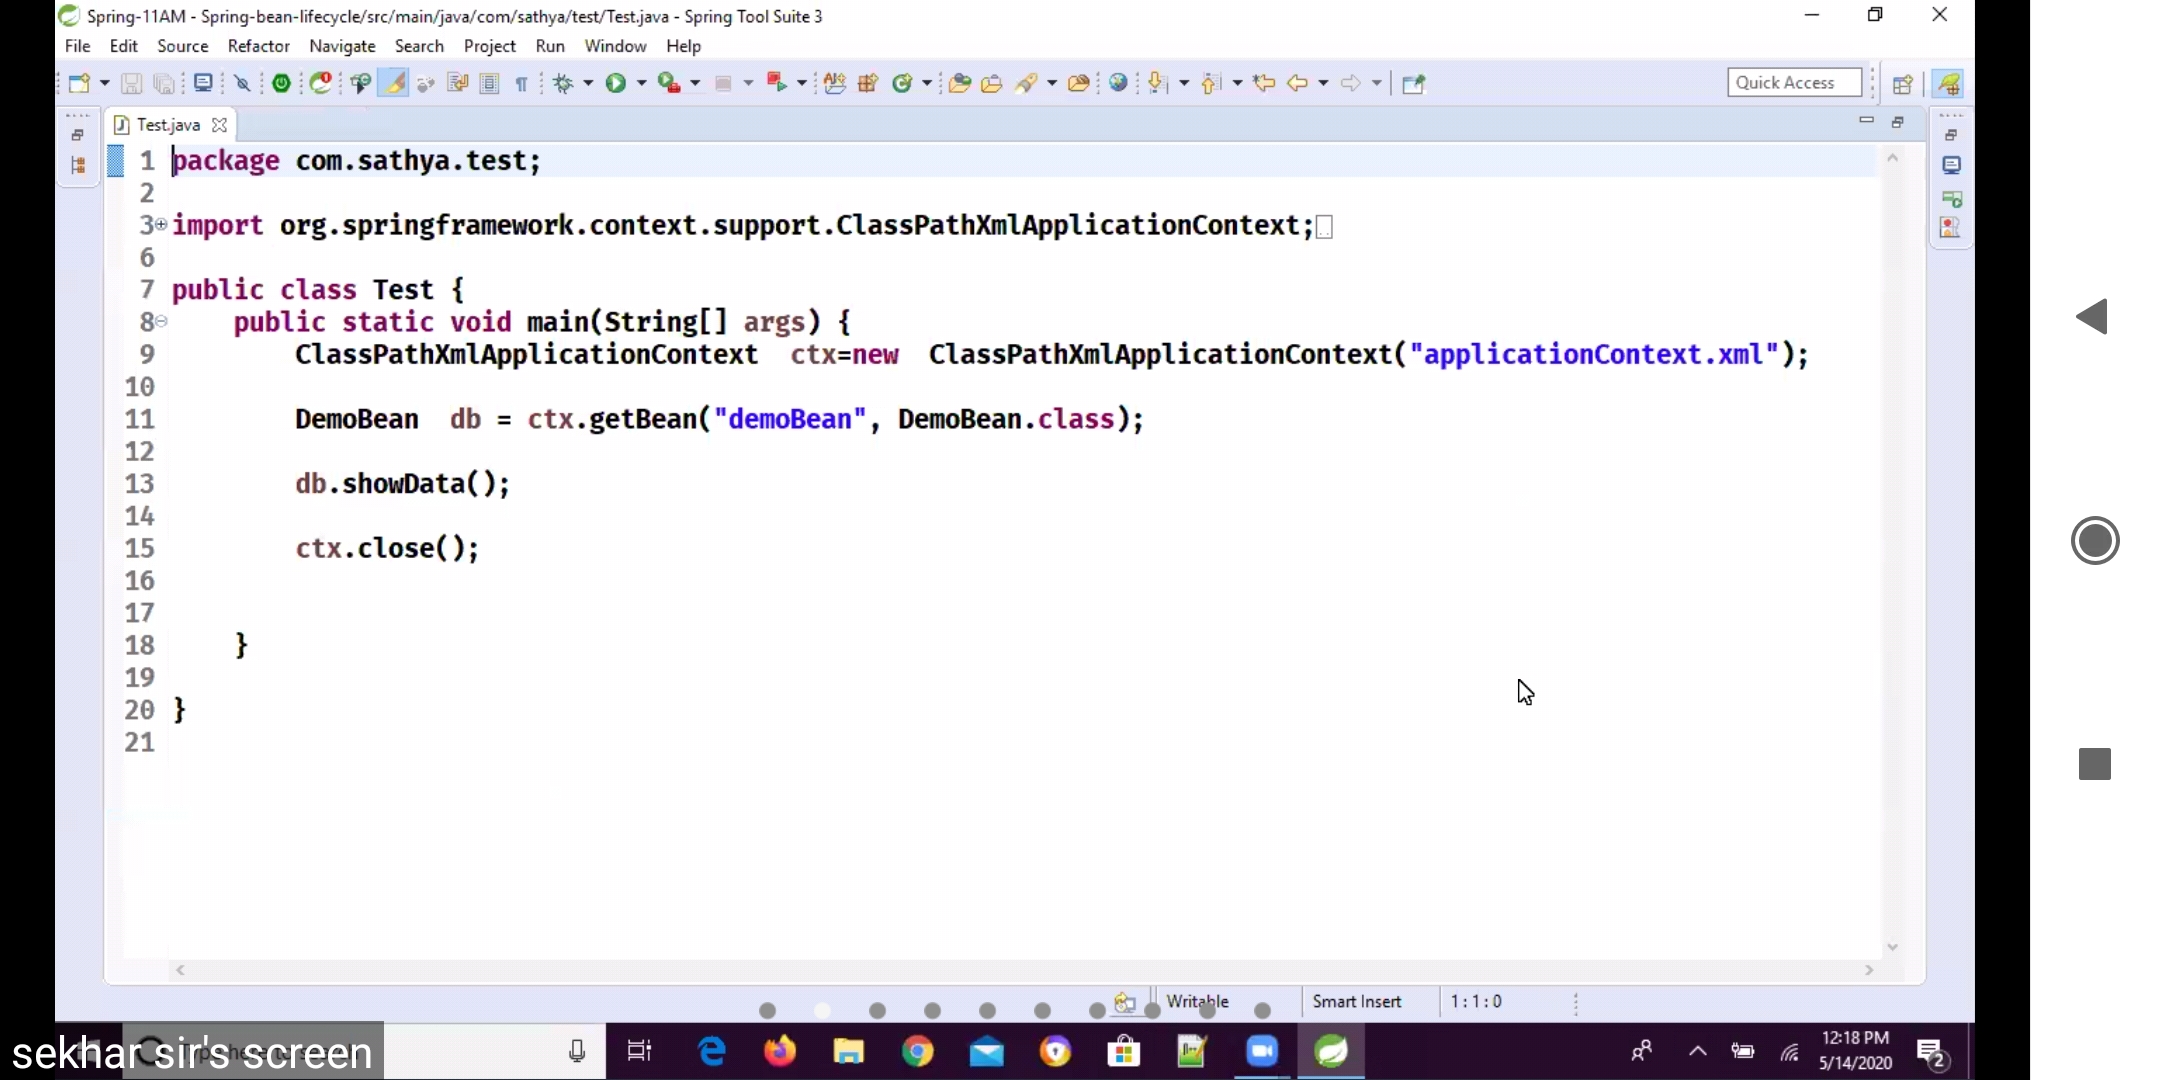 Spring-11AM - Spring-bean-lifecycle/src/main/java/com/sathya/test/Test.java - Spring Tool Suite 3
File Edit Source Refactor Navigate Search Project Run Window Help
Quick Access
Test.java
1 package com.sathya.test;
2
3 import org.springframework.context.support.ClassPathXmlApplicationContext;
6
7 public class Test {
8 public static void main(String[] args) {
9 ClassPathXmlApplicationContext ctx=new ClassPathXmlApplicationContext("applicationContext.xml");
10
11 DemoBean db = ctx.getBean("demoBean", DemoBean.class);
12
13 db.showData();
14
15 ctx.close();
16
17
18 }
19
20 }
21
Writable Smart Insert 1:1:0
sekhar sir's screen
12:18 PM
5/14/2020
2